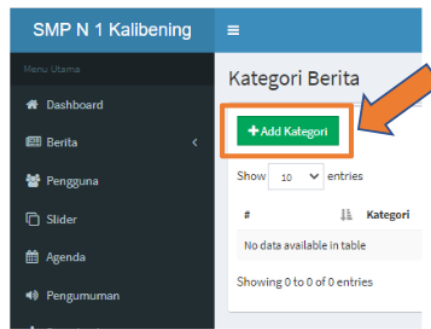 SMP N 1 Kalibening
Menu Utama
Kategori Berita
Dashboard
+ Add Kategori
Berita
Pengguna
Show 10 entries
Slider
# Kategori
No data available in table
Agenda
Showing 0 to 0 of 0 entries
Pengumuman